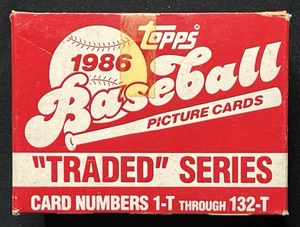 Topps
1986
Baseball
PICTURE CARDS
"TRADED" SERIES
CARD NUMBERS 1-T THROUGH 132-T